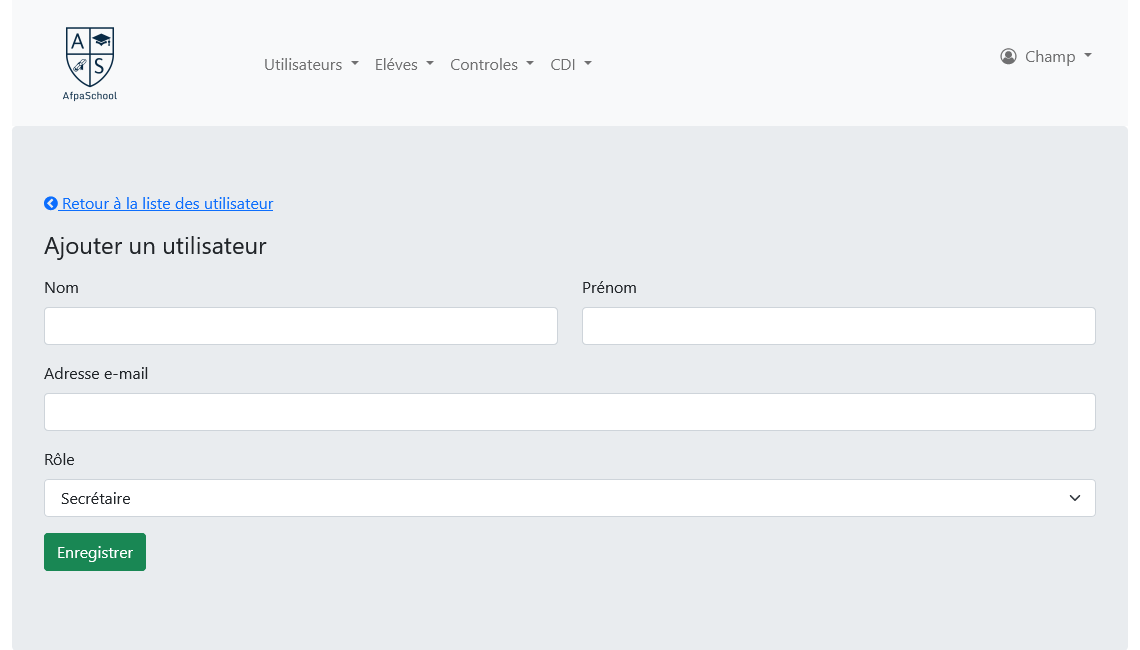 A
S
AfpaSchool
Utilisateurs Eléves Controles CDI
Champ
Retour à la liste des utilisateur
Ajouter un utilisateur
Nom Prénom
Adresse e-mail
Rôle
Secrétaire
Enregistrer